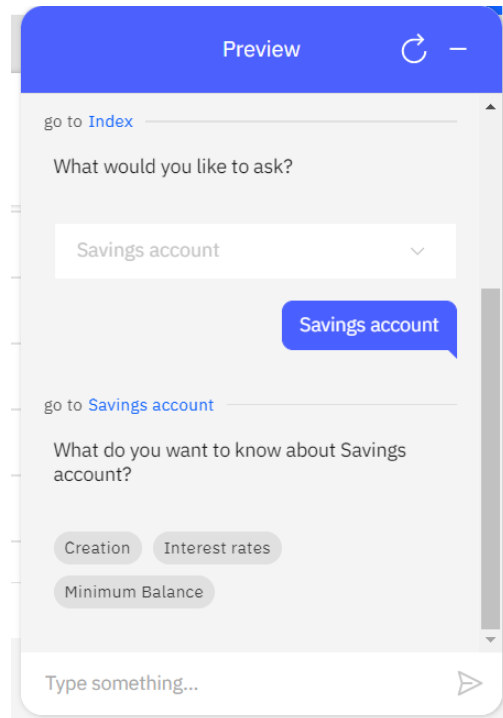 Preview
go to Index
What would you like to ask?
Savings account
Savings account
go to Savings account
What do you want to know about Savings
account?
Creation Interest rates
Minimum Balance
Type something...